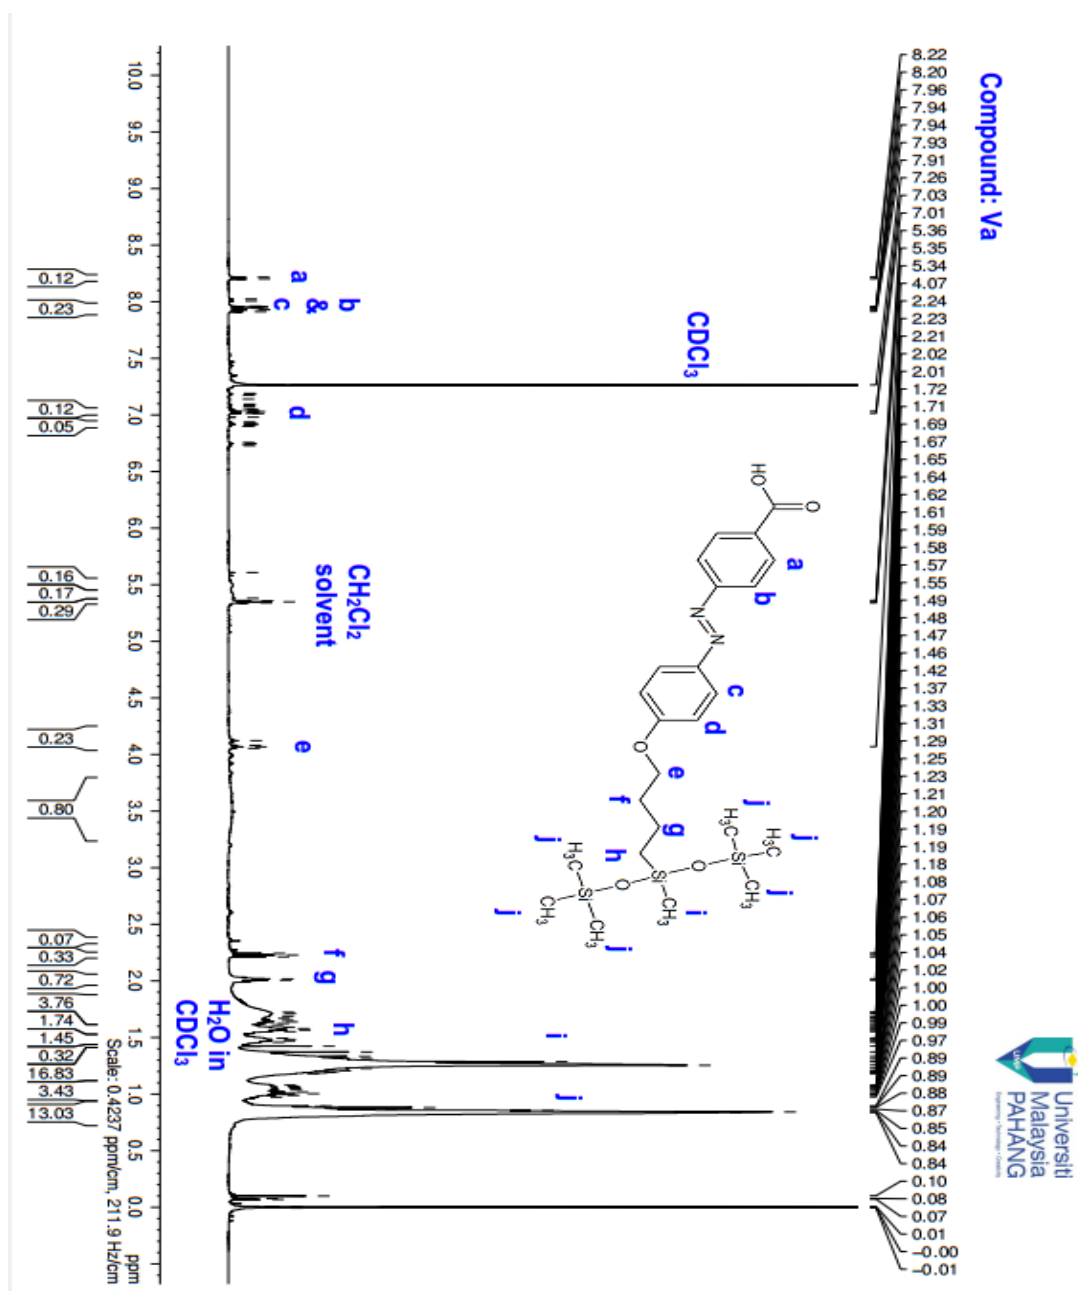 Compound: Va
8.22
8.20
7.96
7.94
7.94
7.93
7.91
7.26
7.03
7.01
5.36
5.35
5.34
4.07
2.24
2.23
2.21
2.02
2.01
1.72
1.71
1.69
1.67
1.65
1.64
1.62
1.61
1.59
1.58
1.57
1.55
1.49
1.48
1.47
1.46
1.42
1.37
1.33
1.31
1.29
1.25
1.23
1.21
1.20
1.19
1.19
1.18
1.08
1.07
1.06
1.05
1.04
1.02
1.00
1.00
0.99
0.97
0.89
0.89
0.88
0.87
0.85
0.84
0.84
0.10
0.08
0.07
0.01
−0.00
−0.01
UMP
Universiti
Malaysia
PAHANG
Engineering • Technology • Creativity
CDCl₃
HO
O
a
b
N
N
c
d
O
e
f
g
h
Si
CH₃
i
O
O
Si
H₃C
H₃C
CH₃
j
j
j
Si
H₃C
CH₃
CH₃
j
j
j
a
b
&
c
d
CH₂Cl₂
solvent
e
f
g
h
i
j
H₂O in
CDCl₃
10.0
9.5
9.0
8.5
8.0
7.5
7.0
6.5
6.0
5.5
5.0
4.5
4.0
3.5
3.0
2.5
2.0
1.5
1.0
0.5
0.0
ppm
Scale: 0.4237 ppm/cm, 211.9 Hz/cm
0.12
0.23
0.12
0.05
0.16
0.17
0.29
0.23
0.80
0.07
0.33
0.72
3.76
1.74
1.45
0.32
16.83
3.43
13.03